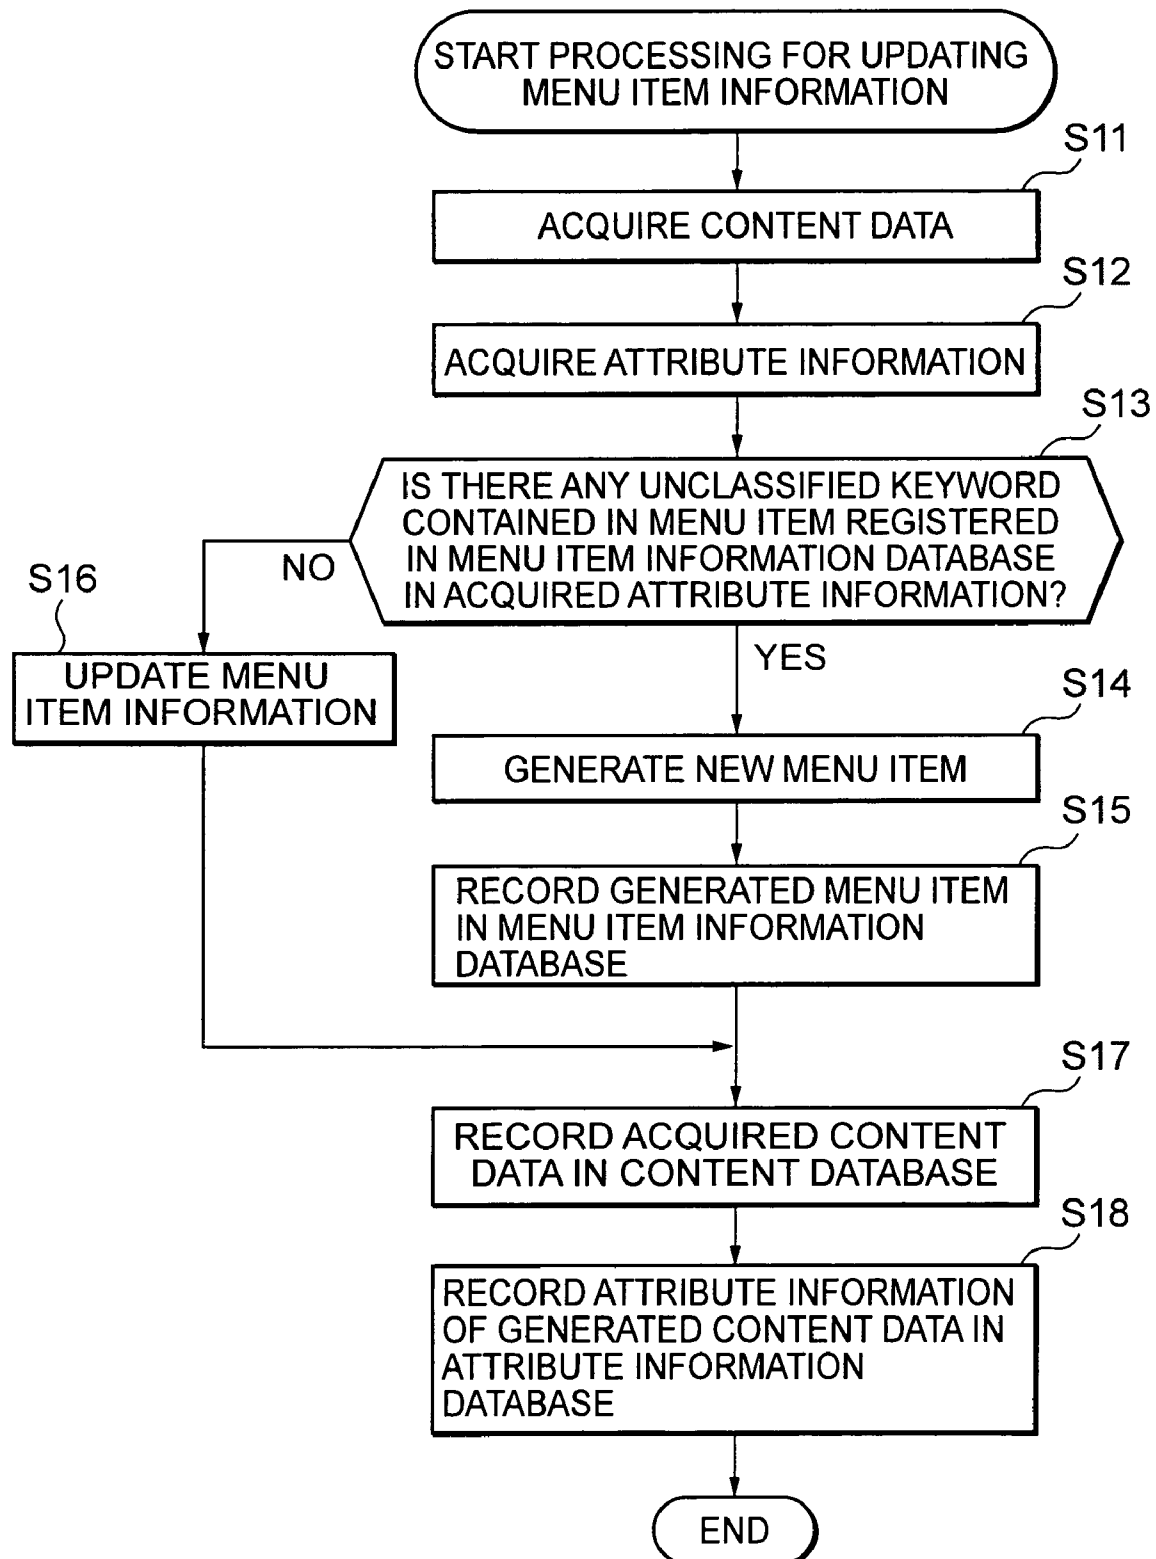 START PROCESSING FOR UPDATING
MENU ITEM INFORMATION
S11
ACQUIRE CONTENT DATA
S12
ACQUIRE ATTRIBUTE INFORMATION
S13
IS THERE ANY UNCLASSIFIED KEYWORD
CONTAINED IN MENU ITEM REGISTERED
IN MENU ITEM INFORMATION DATABASE
IN ACQUIRED ATTRIBUTE INFORMATION?
NO
S16
UPDATE MENU
ITEM INFORMATION
YES
S14
GENERATE NEW MENU ITEM
S15
RECORD GENERATED MENU ITEM
IN MENU ITEM INFORMATION
DATABASE
S17
RECORD ACQUIRED CONTENT
DATA IN CONTENT DATABASE
S18
RECORD ATTRIBUTE INFORMATION
OF GENERATED CONTENT DATA IN
ATTRIBUTE INFORMATION
DATABASE
END